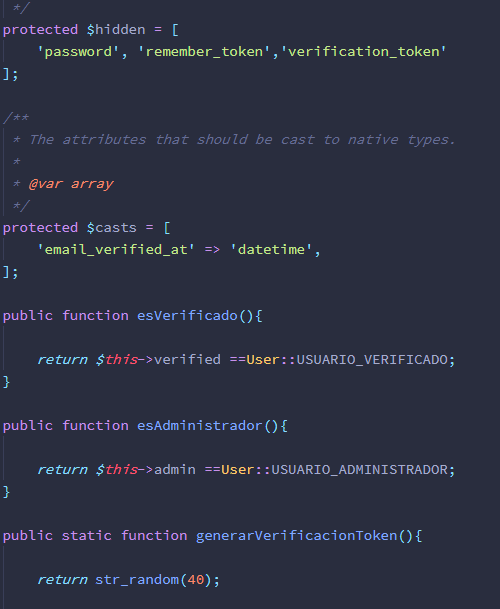 */
protected $hidden = [
'password', 'remember_token','verification_token'
];
/**
* The attributes that should be cast to native types.
*
* @var array
*/
protected $casts = [
'email_verified_at' => 'datetime',
];
public function esVerificado(){
return $this->verified ==User::USUARIO_VERIFICADO;
}
public function esAdministrador(){
return $this->admin ==User::USUARIO_ADMINISTRADOR;
}
public static function generarVerificacionToken(){
return str_random(40);